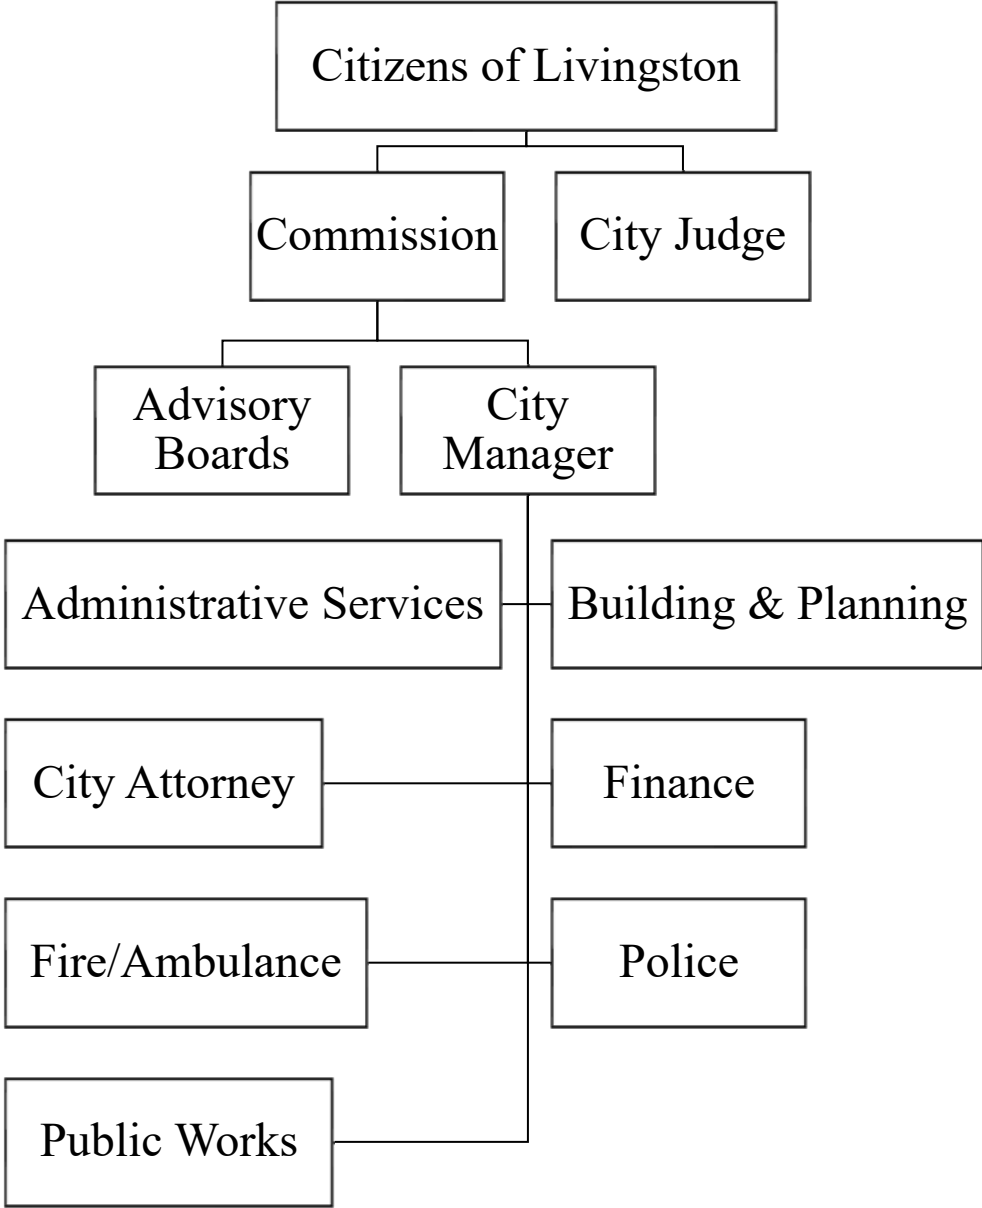 Citizens of Livingston
Commission
City Judge
Advisory
Boards
City
Manager
Administrative Services
Building & Planning
City Attorney
Finance
Fire/Ambulance
Police
Public Works